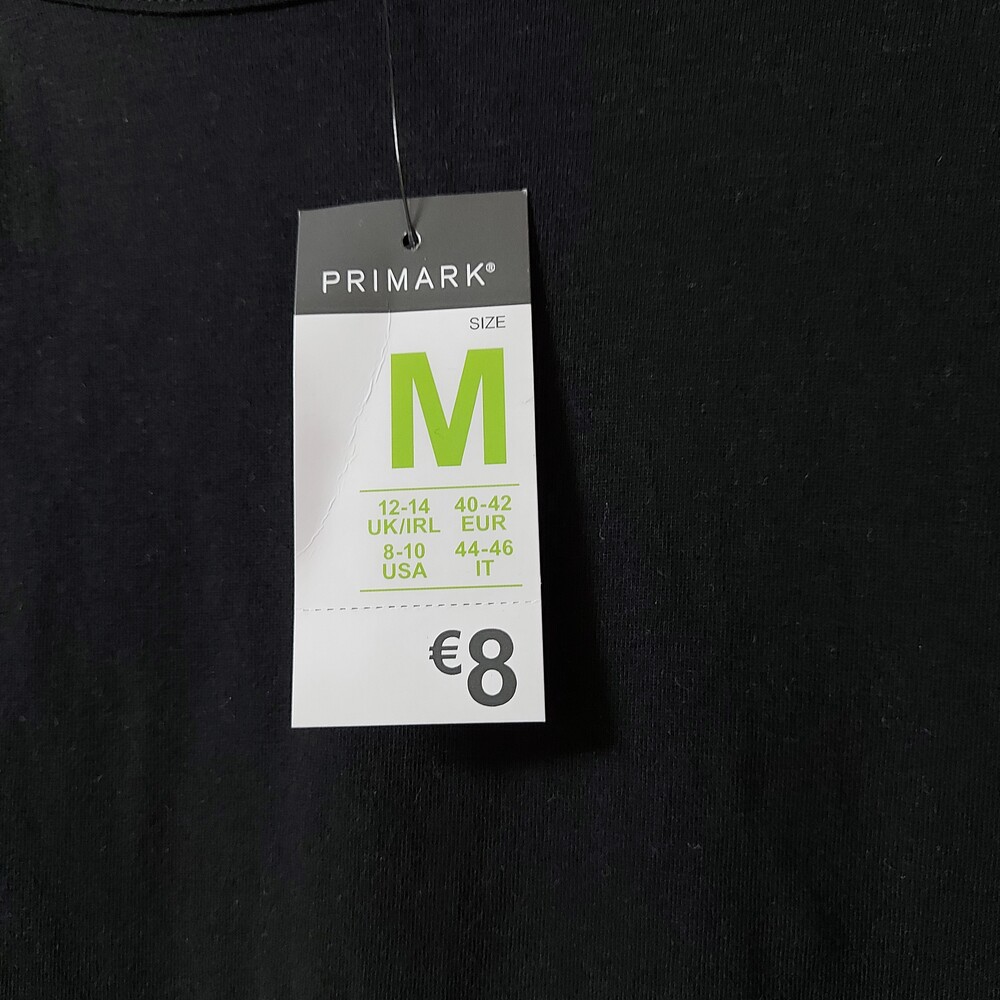 PRIMARK®
SIZE
M
12-14 40-42
UK/IRL EUR
8-10 44-46
USA IT
€8